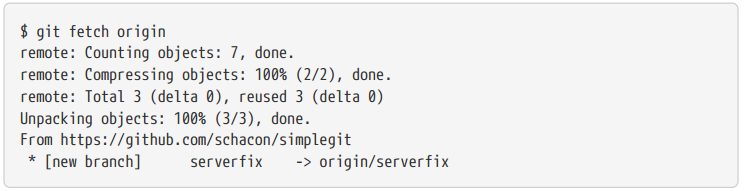 $ git fetch origin
remote: Counting objects: 7, done.
remote: Compressing objects: 100% (2/2), done.
remote: Total 3 (delta 0), reused 3 (delta 0)
Unpacking objects: 100% (3/3), done.
From https://github.com/schacon/simplegit
 * [new branch]      serverfix    -> origin/serverfix